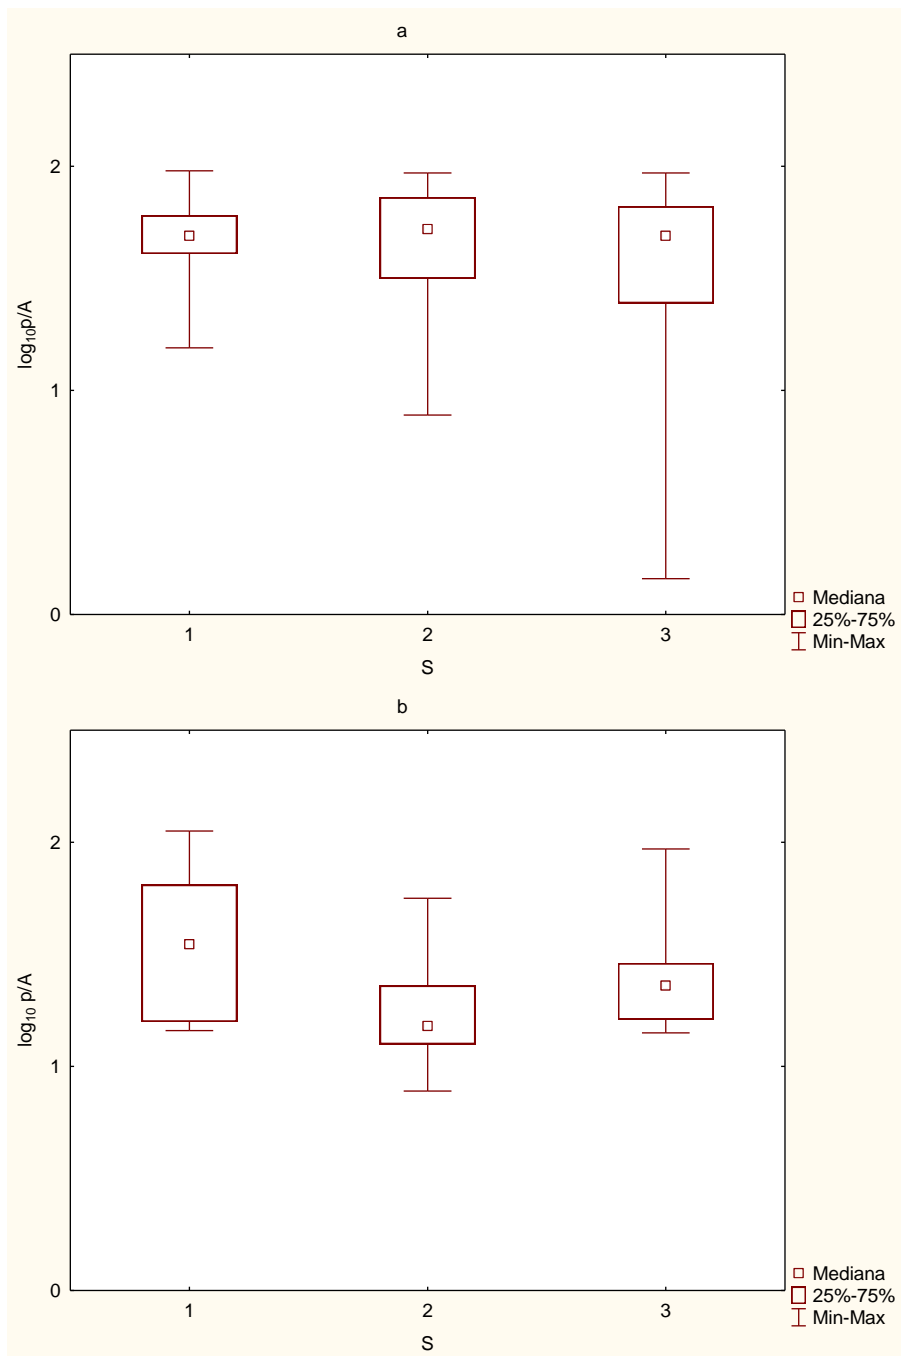 a
2
1
0
log₁₀p/A
1 2 3
S
Mediana
25%-75%
Min-Max
b
2
1
0
log₁₀ p/A
1 2 3
S
Mediana
25%-75%
Min-Max